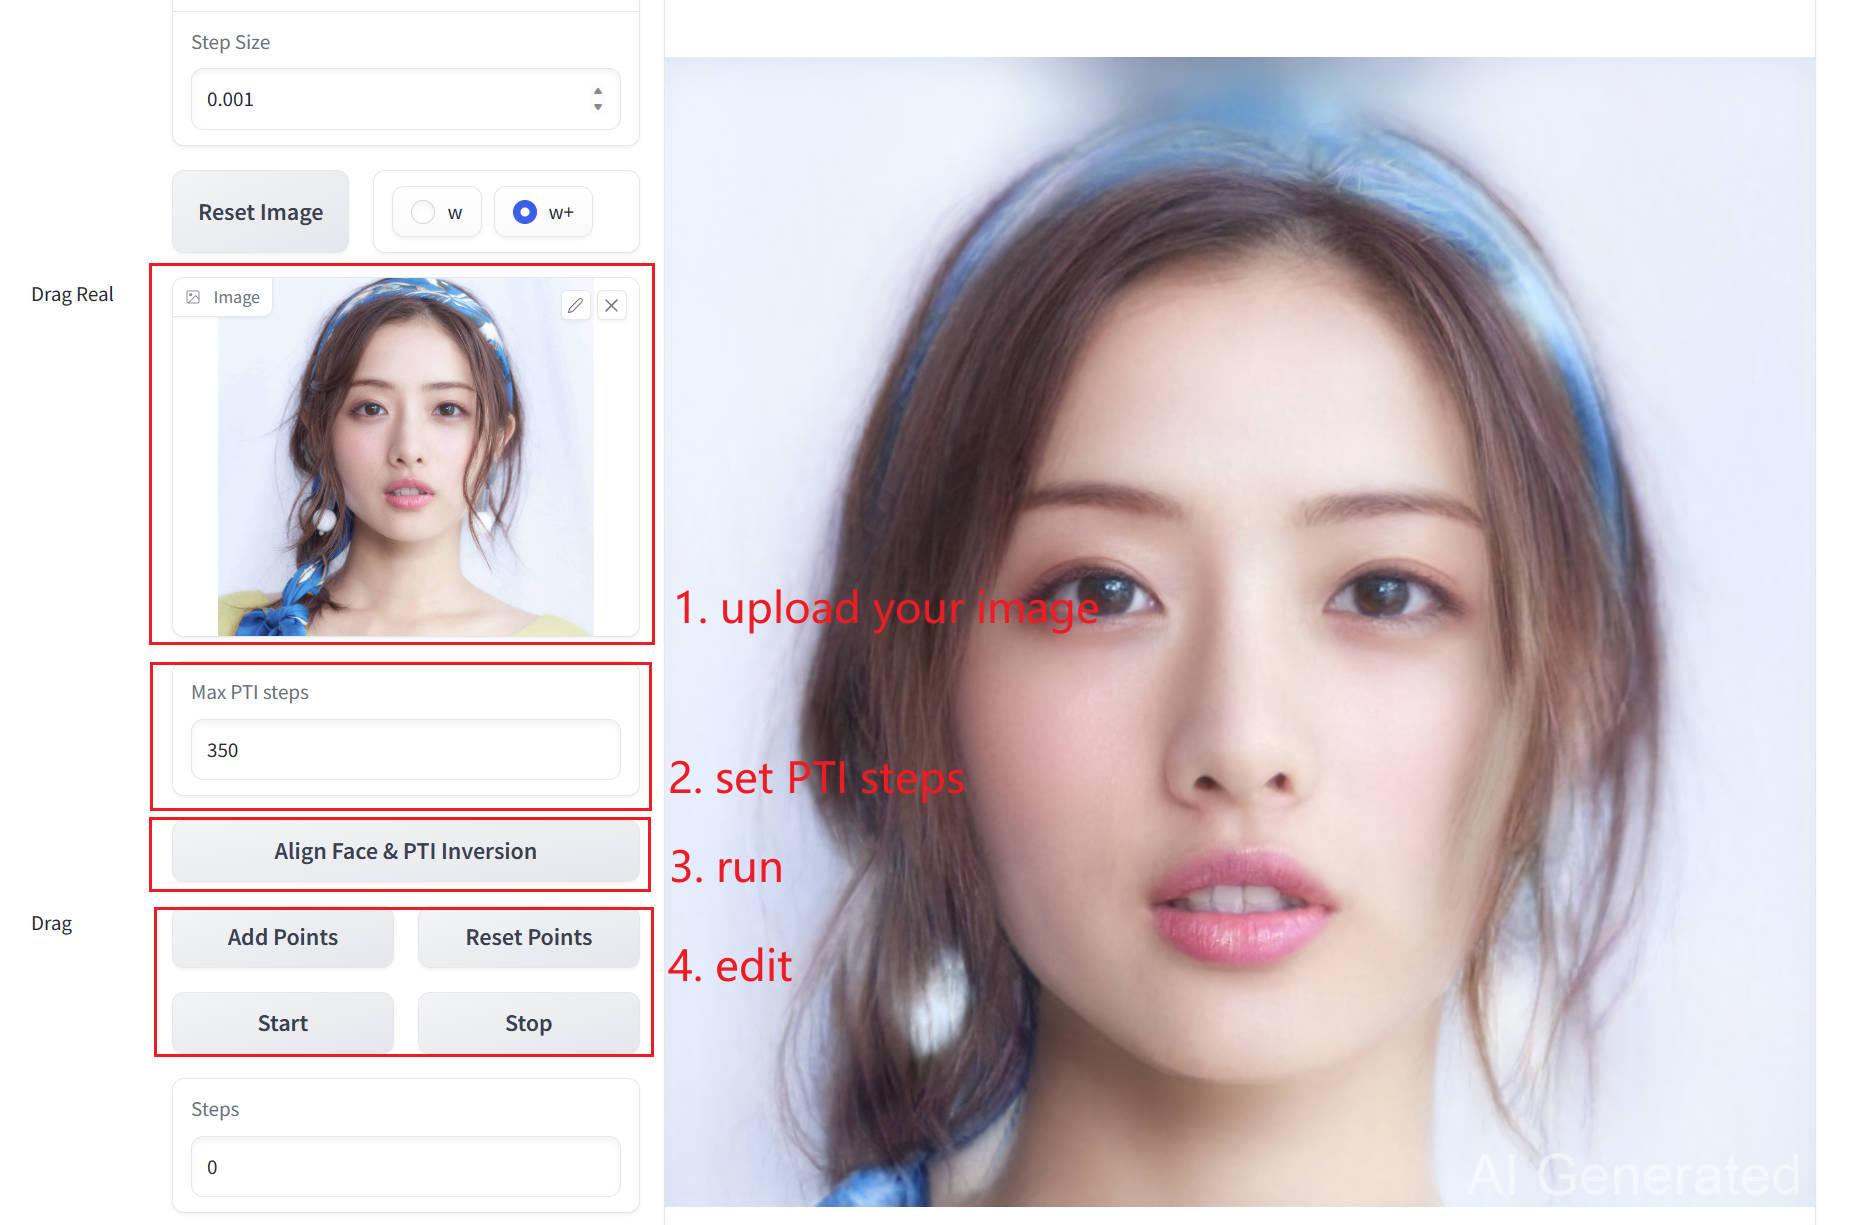 Step Size
0.001
Reset Image
w
w+
Drag Real
Image
1. upload your image
Max PTI steps
350
2. set PTI steps
Align Face & PTI Inversion
3. run
Drag
Add Points
Reset Points
4. edit
Start
Stop
Steps
0
AI Generated